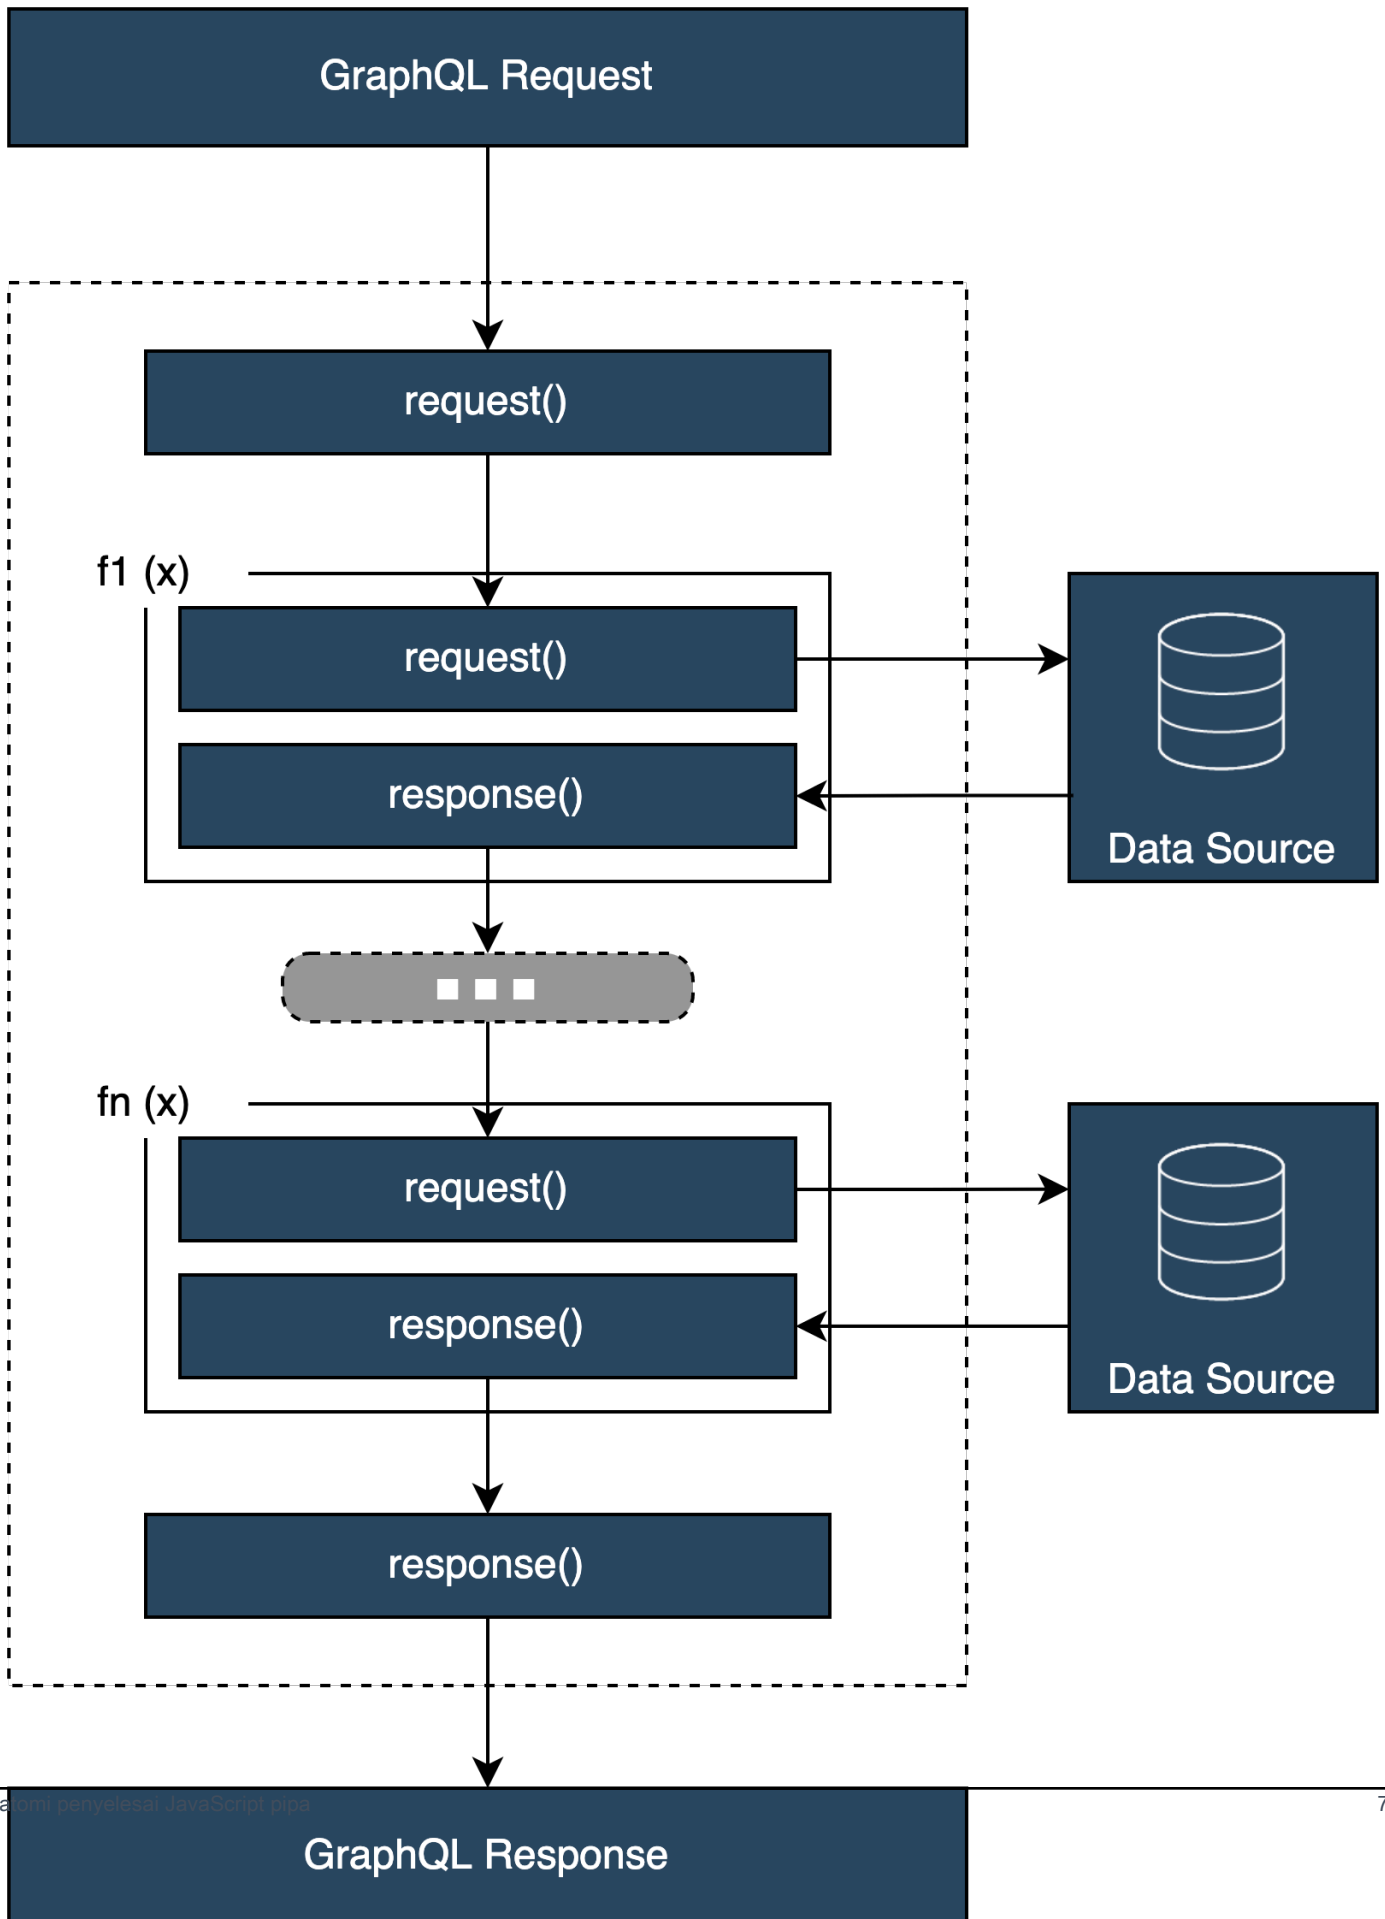 GraphQL Request
request()
f1 (x)
request()
response()
Data Source
fn (x)
request()
response()
Data Source
response()
atomi penyelesai JavaScript pipa
7
GraphQL Response